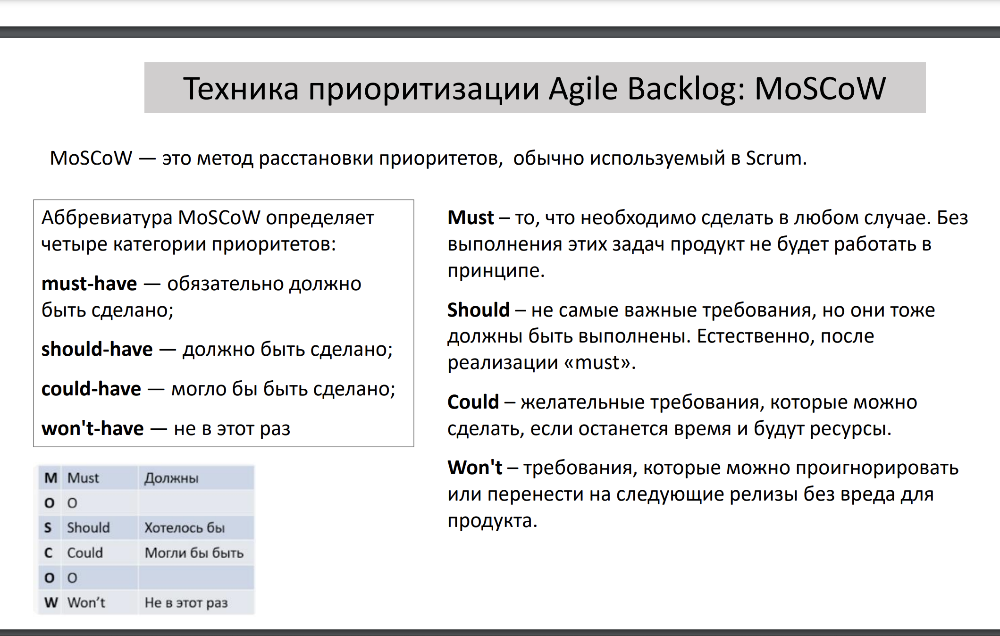 Техника приоритизации Agile Backlog: MoSCoW
MoSCoW — это метод расстановки приоритетов,  обычно используемый в Scrum.
Аббревиатура MoSCoW определяет
четыре категории приоритетов:
must-have — обязательно должно
быть сделано;
should-have — должно быть сделано;
could-have — могло бы быть сделано;
won't-have — не в этот раз
M Must Должны
O O
S Should Хотелось бы
C Could Могли бы быть
O O
W Won’t Не в этот раз
Must – то, что необходимо сделать в любом случае. Без
выполнения этих задач продукт не будет работать в
принципе.
Should – не самые важные требования, но они тоже
должны быть выполнены. Естественно, после
реализации «must».
Could – желательные требования, которые можно
сделать, если останется время и будут ресурсы.
Won't – требования, которые можно проигнорировать
или перенести на следующие релизы без вреда для
продукта.